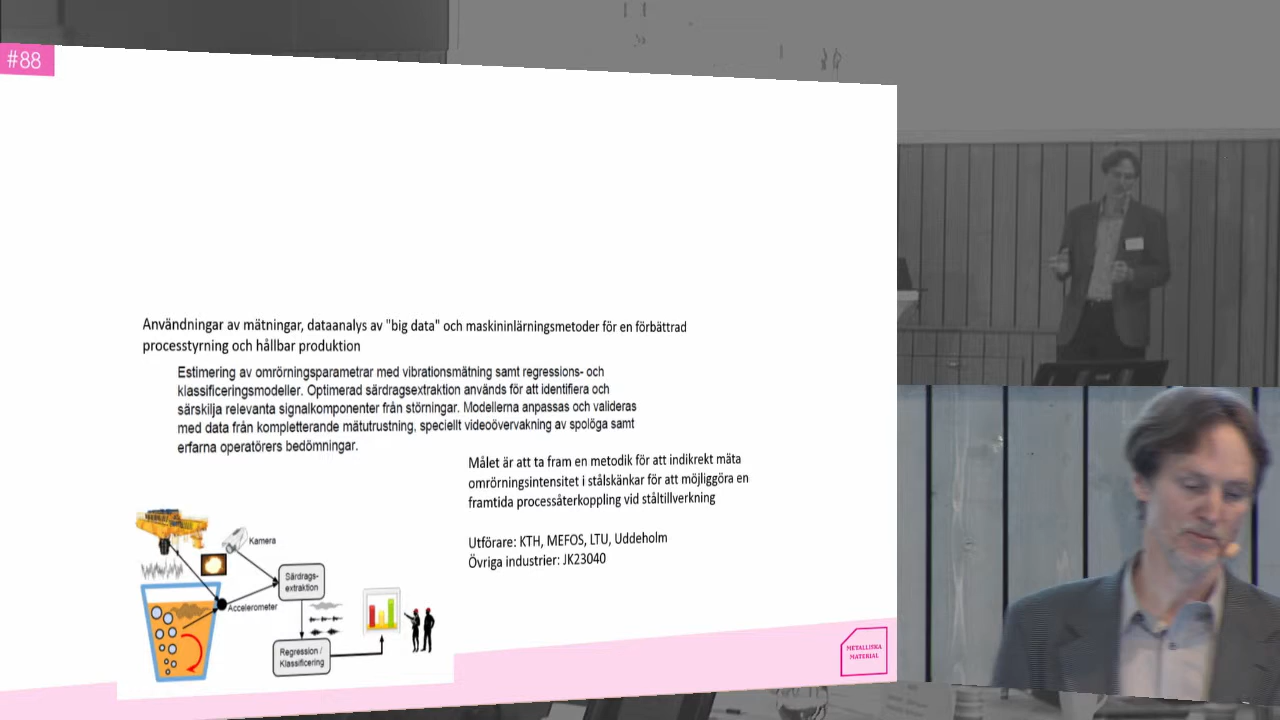 #88
Användningar av mätningar, dataanalys av "big data" och maskininlärningsmetoder för en förbättrad
processtyrning och hållbar produktion
Estimering av omrörningsparametrar med vibrationsmätning samt regressions- och
klassificeringsmodeller. Optimerad särdragsextraktion används för att identifiera och
särskilja relevanta signalkomponenter från störningar. Modellerna anpassas och valideras
med data från kompletterande mätutrustning, speciellt videoövervakning av spolöga samt
erfarna operatörers bedömningar.
Målet är att ta fram en metodik för att indikrekt mäta
omrörningsintensitet i stålskänkar för att möjliggöra en
framtida processåterkoppling vid ståltillverkning
Utförare: KTH, MEFOS, LTU, Uddeholm
Övriga industrier: JK23040
Kamera
Särdrags-
extraktion
Accelerometer
Regression /
Klassificering
METALLISKA
MATERIAL